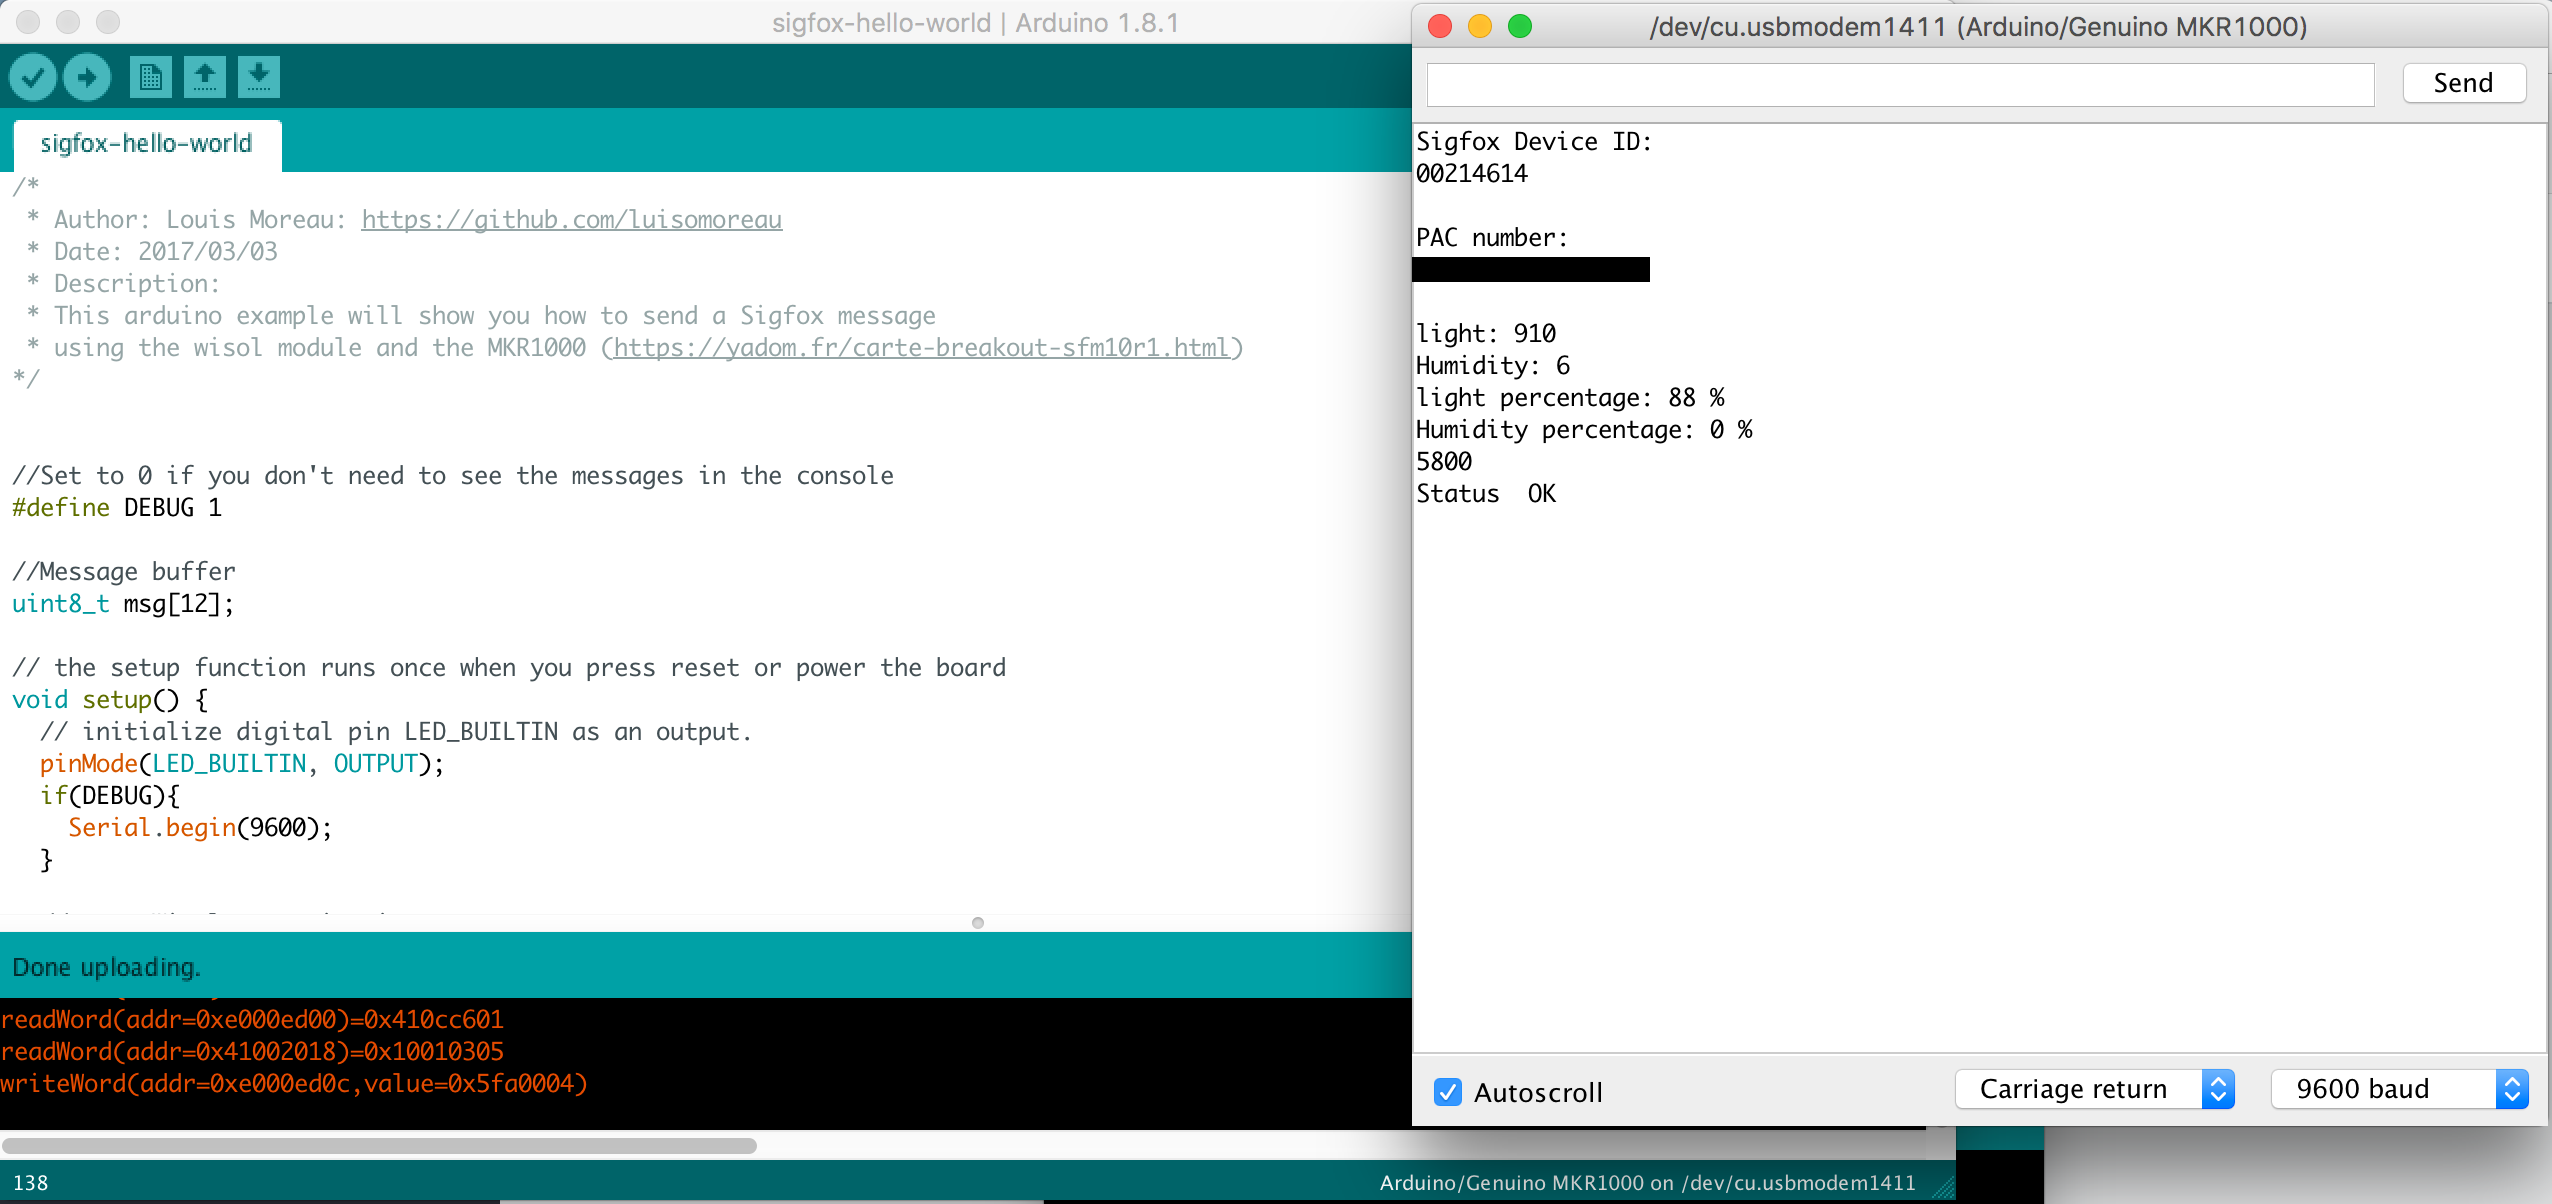 sigfox-hello-world | Arduino 1.8.1
sigfox-hello-world
/*
* Author: Louis Moreau: https://github.com/luisomoreau
* Date: 2017/03/03
* Description:
* This arduino example will show you how to send a Sigfox message
* using the wisol module and the MKR1000 (https://yadom.fr/carte-breakout-sfm10r1.html)
*/
//Set to 0 if you don't need to see the messages in the console
#define DEBUG 1
//Message buffer
uint8_t msg[12];
// the setup function runs once when you press reset or power the board
void setup() {
// initialize digital pin LED_BUILTIN as an output.
pinMode(LED_BUILTIN, OUTPUT);
if(DEBUG){
Serial.begin(9600);
}
Done uploading.
readWord(addr=0xe000ed00)=0x410cc601
readWord(addr=0x41002018)=0x10010305
writeWord(addr=0xe000ed0c,value=0x5fa0004)
138
Arduino/Genuino MKR1000 on /dev/cu.usbmodem1411
/dev/cu.usbmodem1411 (Arduino/Genuino MKR1000)
Send
Sigfox Device ID:
00214614
PAC number:
light: 910
Humidity: 6
light percentage: 88 %
Humidity percentage: 0 %
5800
Status  OK
Autoscroll
Carriage return
9600 baud